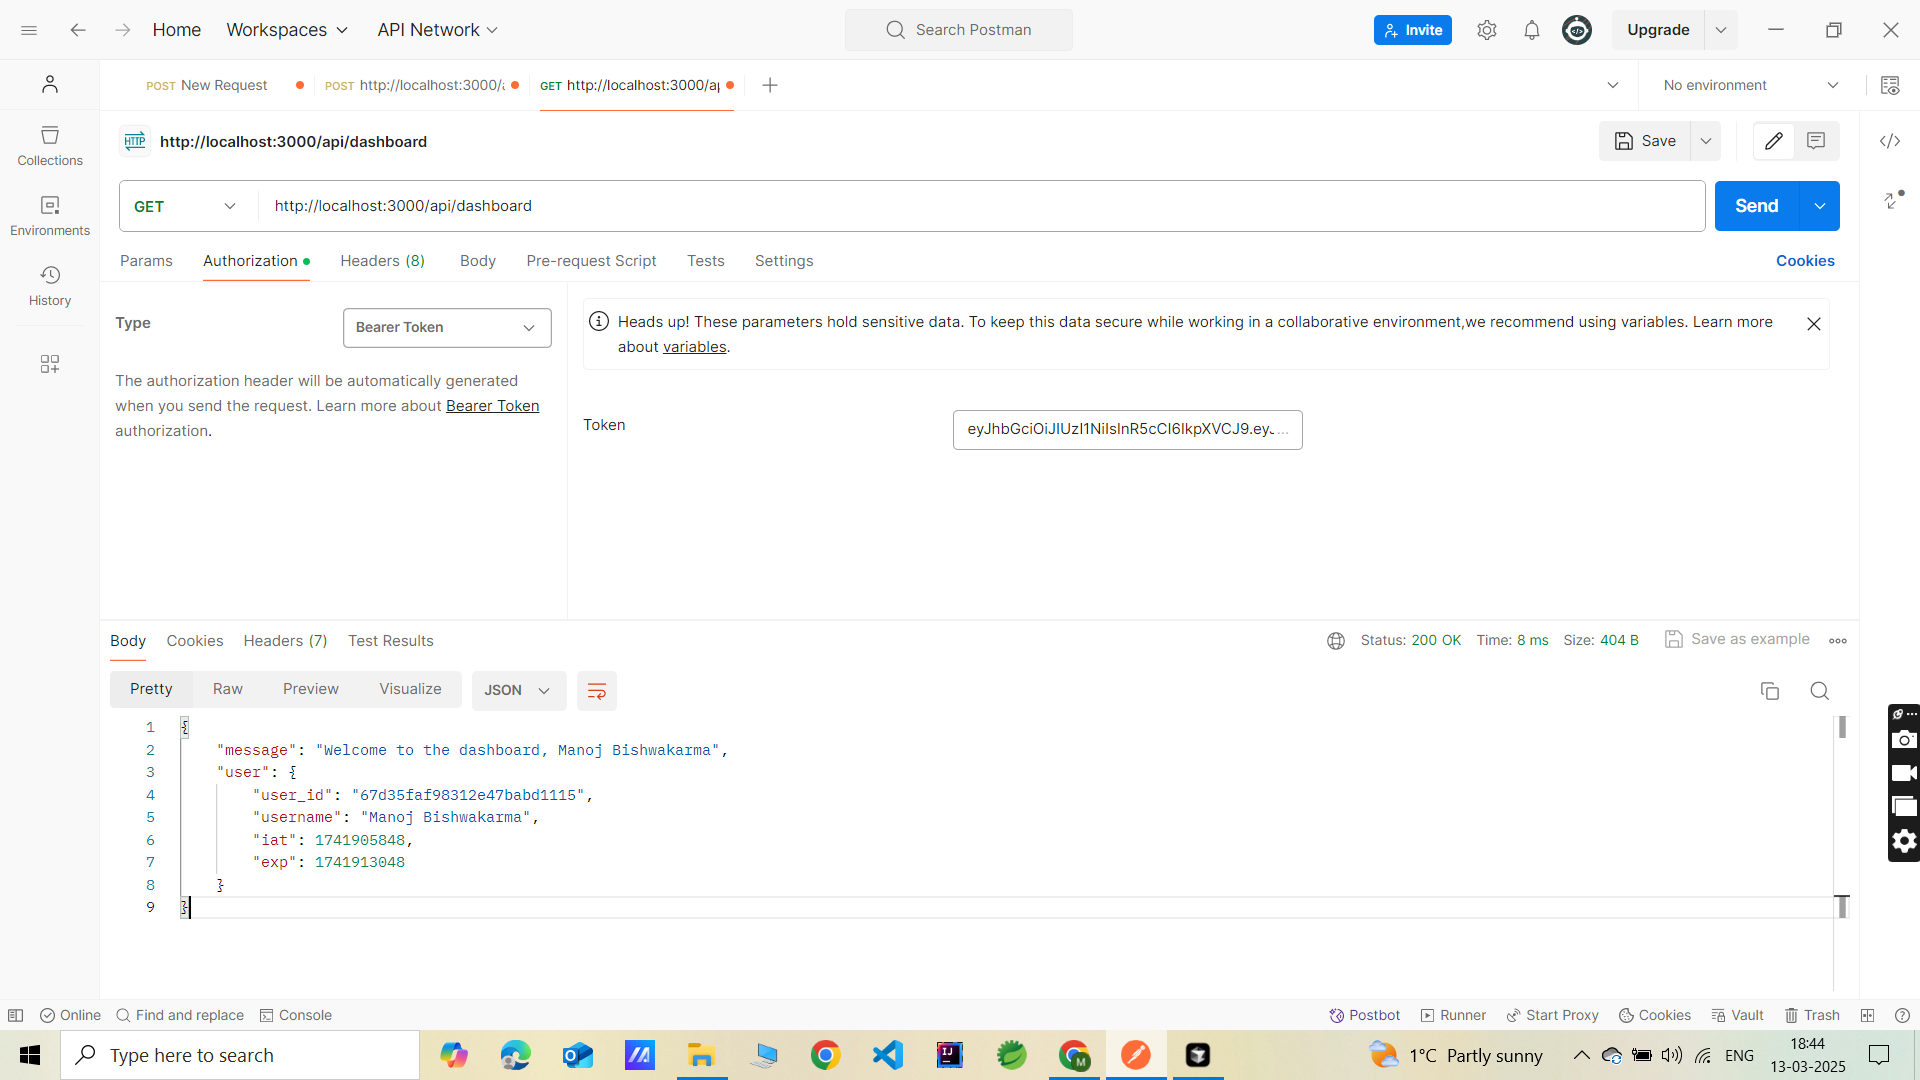 Home Workspaces API Network Search Postman Invite Upgrade
POST New Request POST http://localhost:3000/ GET http://localhost:3000/a No environment
HTTP http://localhost:3000/api/dashboard Save
Collections
GET http://localhost:3000/api/dashboard Send
Environments
Params Authorization Headers (8) Body Pre-request Script Tests Settings Cookies
History
Type Bearer Token
Heads up! These parameters hold sensitive data. To keep this data secure while working in a collaborative environment,we recommend using variables. Learn more
about variables.
The authorization header will be automatically generated
when you send the request. Learn more about Bearer Token
authorization.
Token eyJhbGciOiJIUzI1NiIsInR5cCI6IkpXVCJ9.eyJ...
Body Cookies Headers (7) Test Results Status: 200 OK Time: 8 ms Size: 404 B Save as example
Pretty Raw Preview Visualize JSON
1 {
2 "message": "Welcome to the dashboard, Manoj Bishwakarma",
3 "user": {
4 "user_id": "67d35faf98312e47babd1115",
5 "username": "Manoj Bishwakarma",
6 "iat": 1741905848,
7 "exp": 1741913048
8 }
9 }
Online Find and replace Console Postbot Runner Start Proxy Cookies Vault Trash
Type here to search 1°C Partly sunny ENG 18:44
13-03-2025